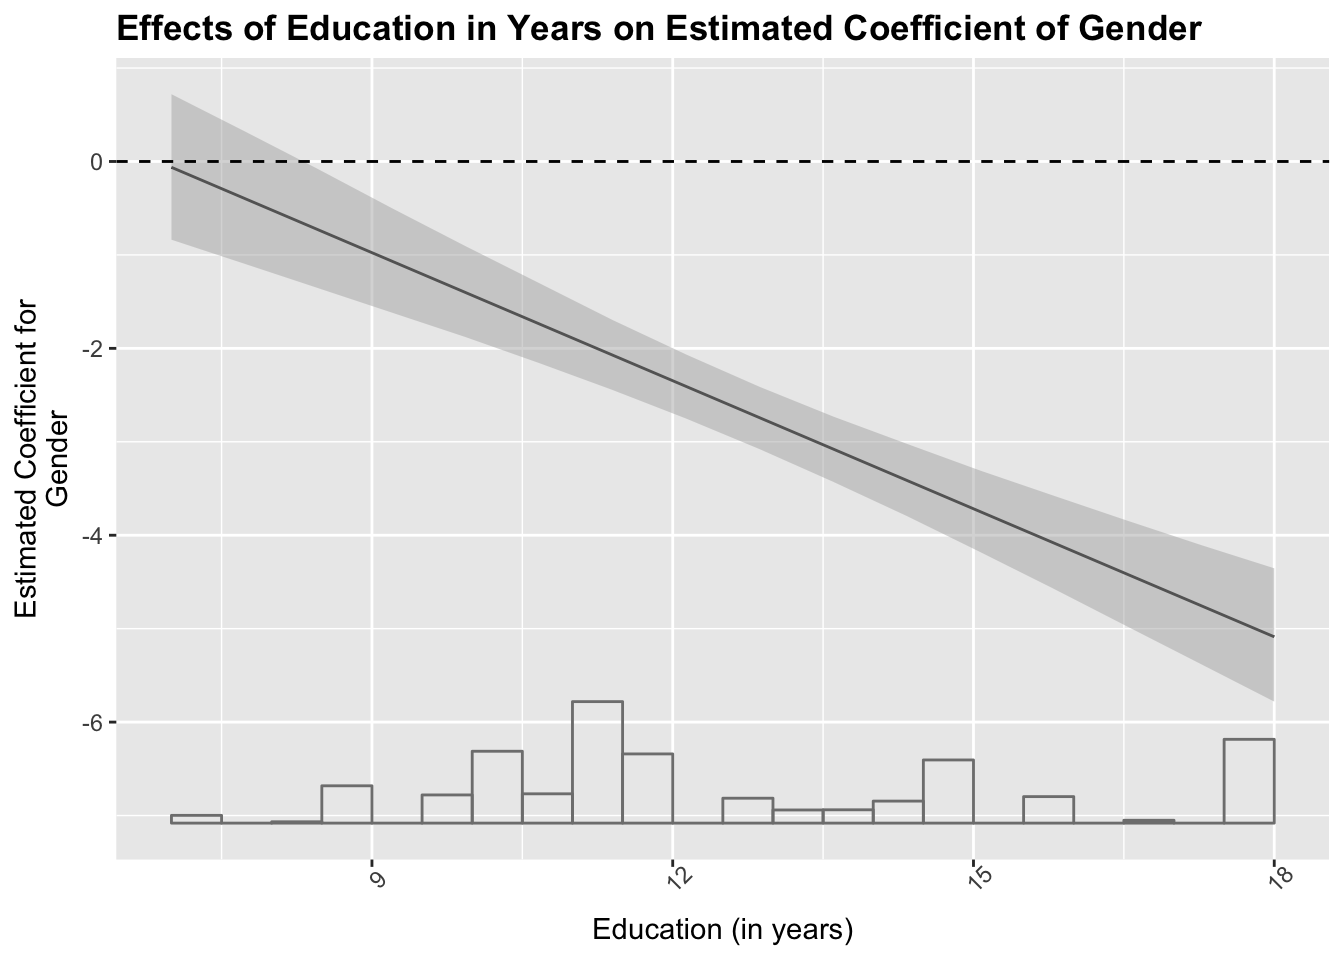 Effects of Education in Years on Estimated Coefficient of Gender
0
-2
-4
-6
Estimated Coefficient for
Gender
9
12
15
18
Education (in years)